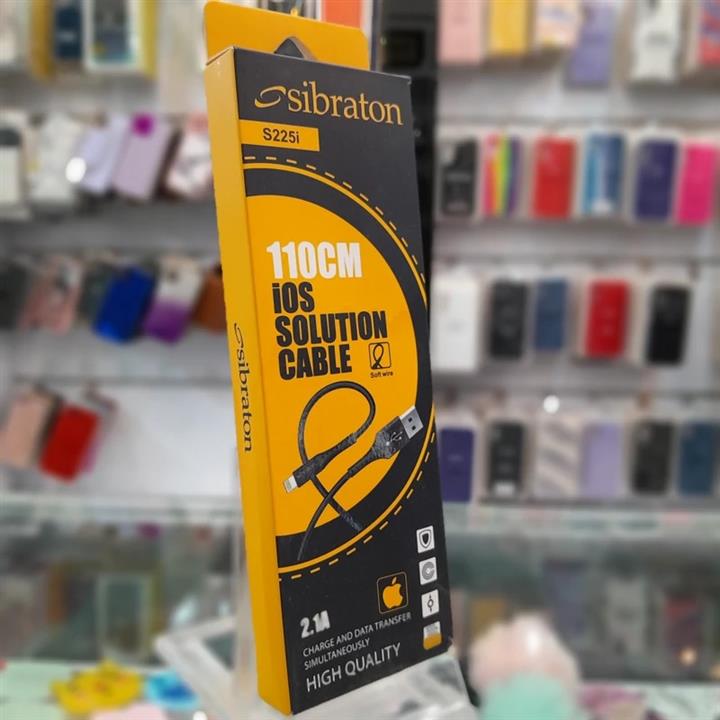 sibraton
S225i
110CM
iOS
SOLUTION
CABLE
Soft wire
sibraton
2.1A
CHARGE AND DATA TRANSFER
SIMULTANEOUSLY
HIGH QUALITY